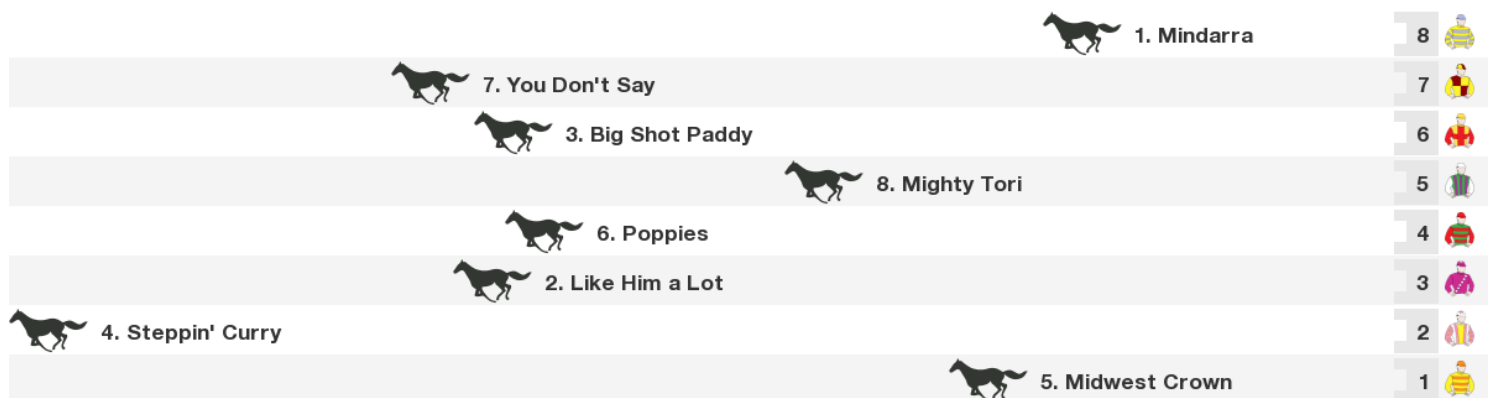 1. Mindarra 8
7. You Don't Say 7
3. Big Shot Paddy 6
8. Mighty Tori 5
6. Poppies 4
2. Like Him a Lot 3
4. Steppin' Curry 2
5. Midwest Crown 1